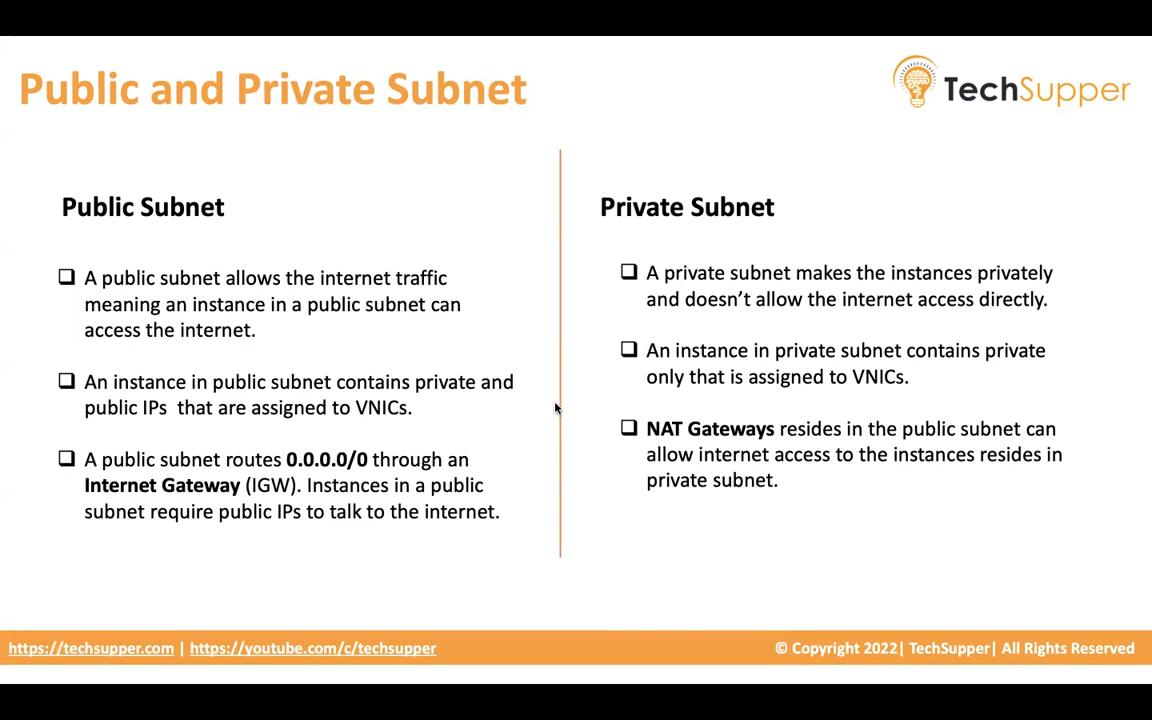 Public and Private Subnet
TechSupper
Public Subnet
A public subnet allows the internet traffic
meaning an instance in a public subnet can
access the internet.
An instance in public subnet contains private and
public IPs that are assigned to VNICs.
A public subnet routes 0.0.0.0/0 through an
Internet Gateway (IGW). Instances in a public
subnet require public IPs to talk to the internet.
Private Subnet
A private subnet makes the instances privately
and doesn’t allow the internet access directly.
An instance in private subnet contains private
only that is assigned to VNICs.
NAT Gateways resides in the public subnet can
allow internet access to the instances resides in
private subnet.
https://techsupper.com | https://youtube.com/c/techsupper
© Copyright 2022| TechSupper| All Rights Reserved